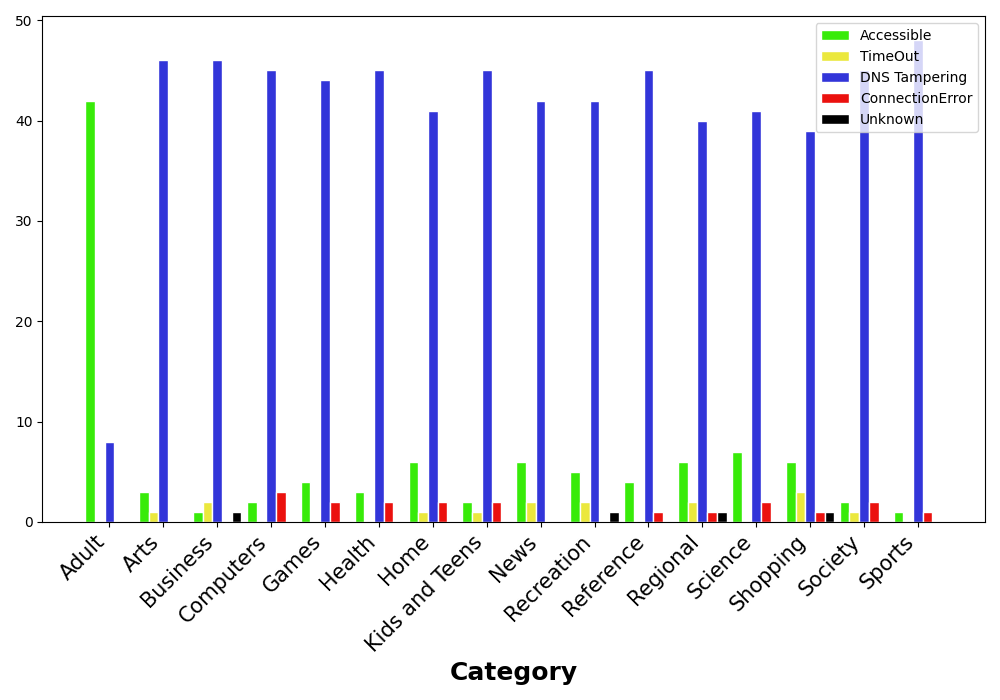 50
40
30
20
10
0
Accessible
TimeOut
DNS Tampering
ConnectionError
Unknown
Adult
Arts
Business
Computers
Games
Health
Home
Kids and Teens
News
Recreation
Reference
Regional
Science
Shopping
Society
Sports
Category